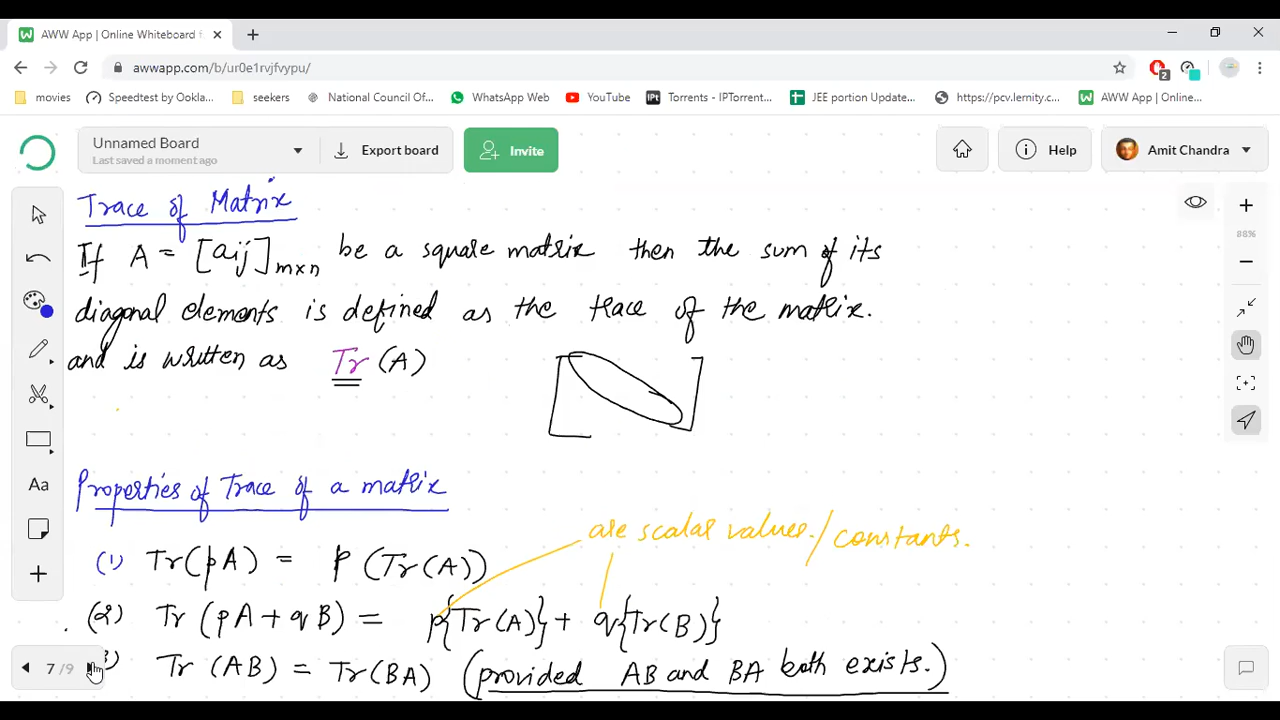 AWW App | Online Whiteboard f
awwapp.com/b/ur0e1rvjfvypu/
2
movies
Speedtest by Ookla...
seekers
National Council Of...
WhatsApp Web
YouTube
IPt
Torrents - IPTorrent...
JEE portion Update...
https://pcv.lernity.c...
AWW App | Online...
Unnamed Board
Last saved a moment ago
Export board
Invite
Help
Amit Chandra
88%
Aa
Trace of Matrix
If A = [aij]m×n be a square matrix then the sum of its
diagonal elements is defined as the trace of the matrix.
and is written as Tr (A)
Properties of Trace of a matrix
are scalar values./constants.
(1) Tr(pA) = p (Tr(A))
(2) Tr (pA + qB) = p{Tr(A)} + q{Tr(B)}
3) Tr (AB) = Tr(BA) (provided AB and BA both exists.)
7 /9